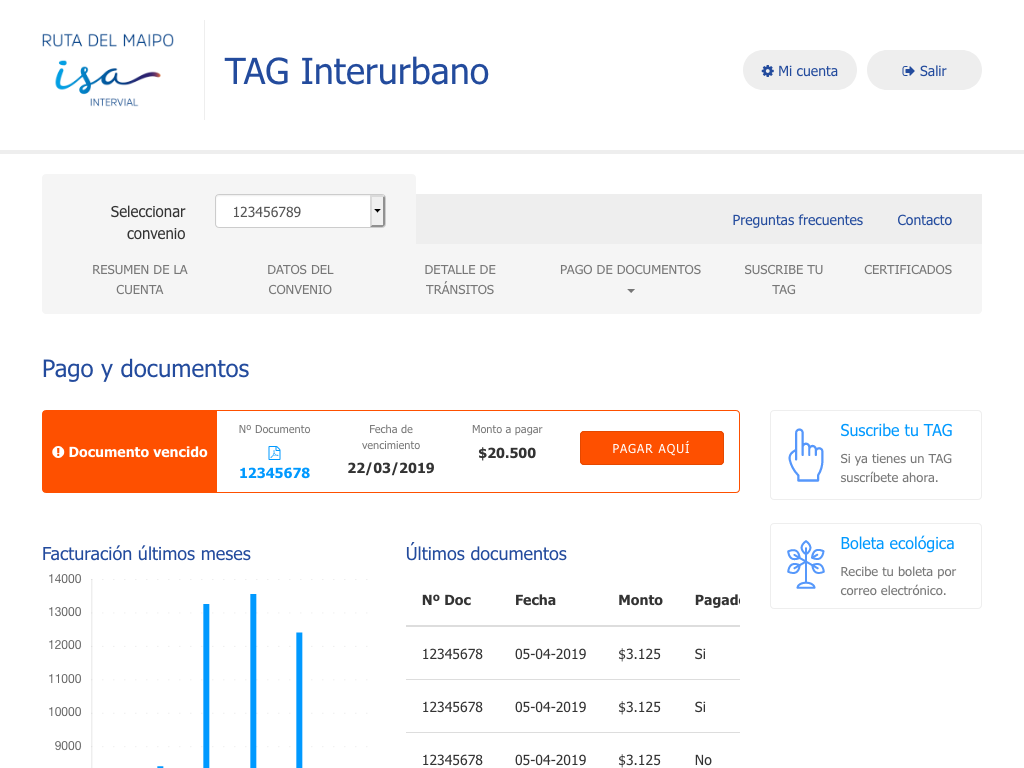 RUTA DEL MAIPO
isa
INTERVIAL
TAG Interurbano
Mi cuenta
Salir
Seleccionar
convenio
123456789
Preguntas frecuentes
Contacto
RESUMEN DE LA
CUENTA
DATOS DEL
CONVENIO
DETALLE DE
TRÁNSITOS
PAGO DE DOCUMENTOS
SUSCRIBE TU
TAG
CERTIFICADOS
Pago y documentos
Documento vencido
Nº Documento
12345678
Fecha de
vencimiento
22/03/2019
Monto a pagar
$20.500
PAGAR AQUÍ
Suscribe tu TAG
Si ya tienes un TAG
suscríbete ahora.
Boleta ecológica
Recibe tu boleta por
correo electrónico.
Facturación últimos meses
14000
13000
12000
11000
10000
9000
Últimos documentos
Nº Doc Fecha Monto Pagado
12345678 05-04-2019 $3.125 Si
12345678 05-04-2019 $3.125 Si
12345678 05-04-2019 $3.125 No